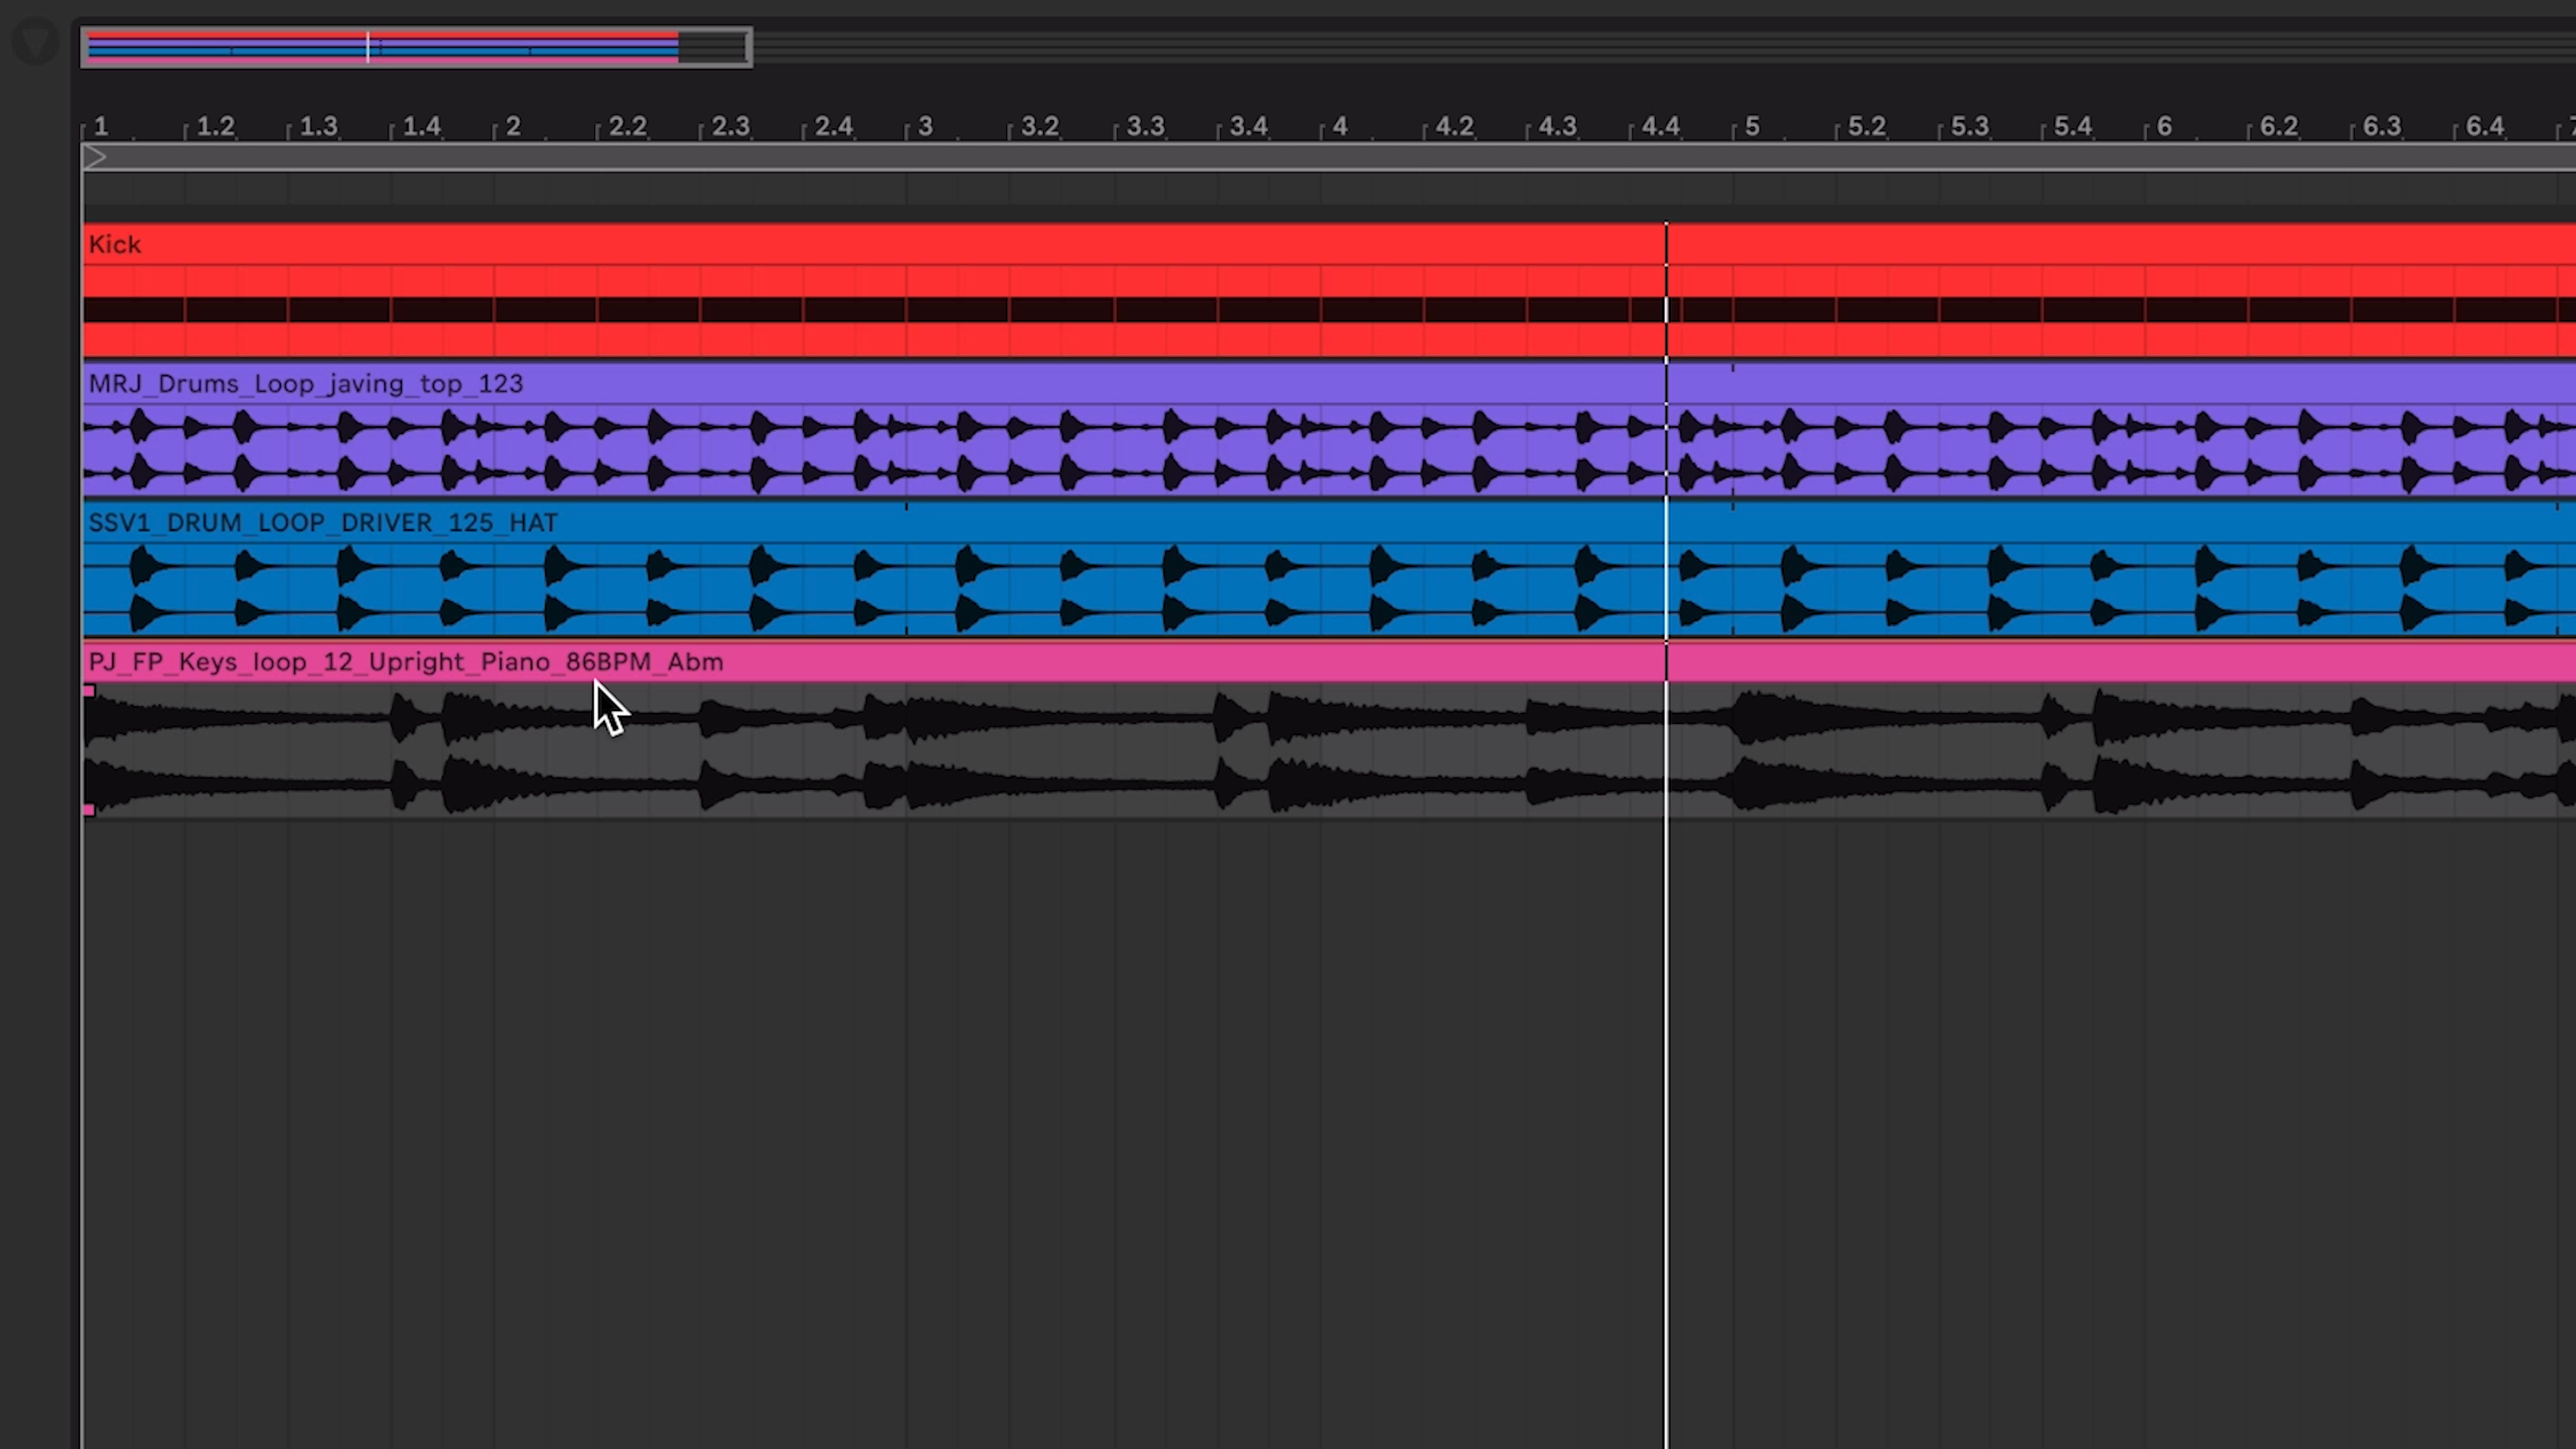 1 1.2 1.3 1.4 2 2.2 2.3 2.4 3 3.2 3.3 3.4 4 4.2 4.3 4.4 5 5.2 5.3 5.4 6 6.2 6.3 6.4 7
Kick
MRJ_Drums_Loop_javing_top_123
SSV1_DRUM_LOOP_DRIVER_125_HAT
PJ_FP_Keys_loop_12_Upright_Piano_86BPM_Abm